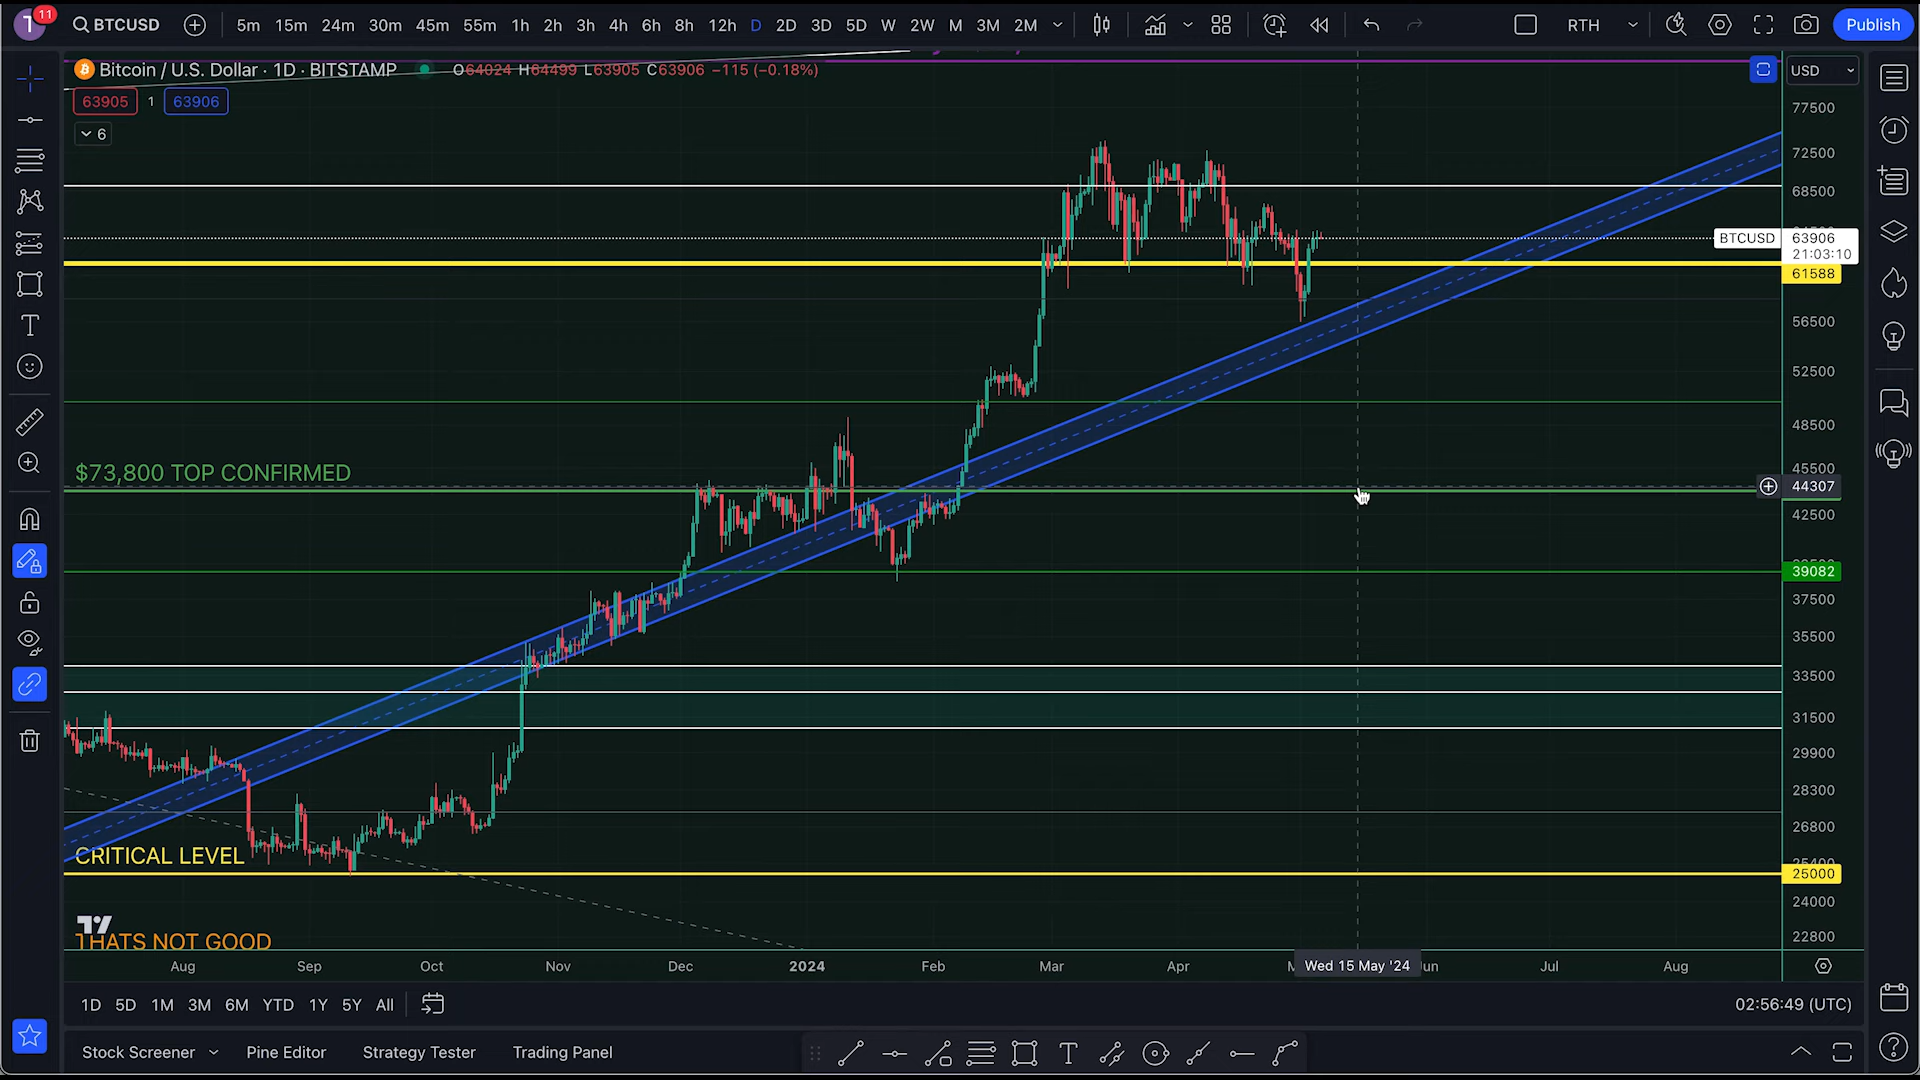 T 11 BTCUSD 5m 15m 24m 30m 45m 55m 1h 2h 3h 4h 6h 8h 12h D 2D 3D 5D W 2W M 3M 2M RTH Publish
Bitcoin / U.S. Dollar · 1D · BITSTAMP O64024 H64499 L63905 C63906 −115 (−0.18%) USD
63905 1 63906
6
77500
72500
68500
BTCUSD 63906
21:03:10
61588
56500
52500
48500
45500
$73,800 TOP CONFIRMED
44307
42500
39082
37500
35500
33500
31500
29900
28300
26800
CRITICAL LEVEL
25400
25000
24000
THATS NOT GOOD
22800
Aug Sep Oct Nov Dec 2024 Feb Mar Apr Wed 15 May '24 Jul Aug
1D 5D 1M 3M 6M YTD 1Y 5Y All 02:56:49 (UTC)
Stock Screener Pine Editor Strategy Tester Trading Panel